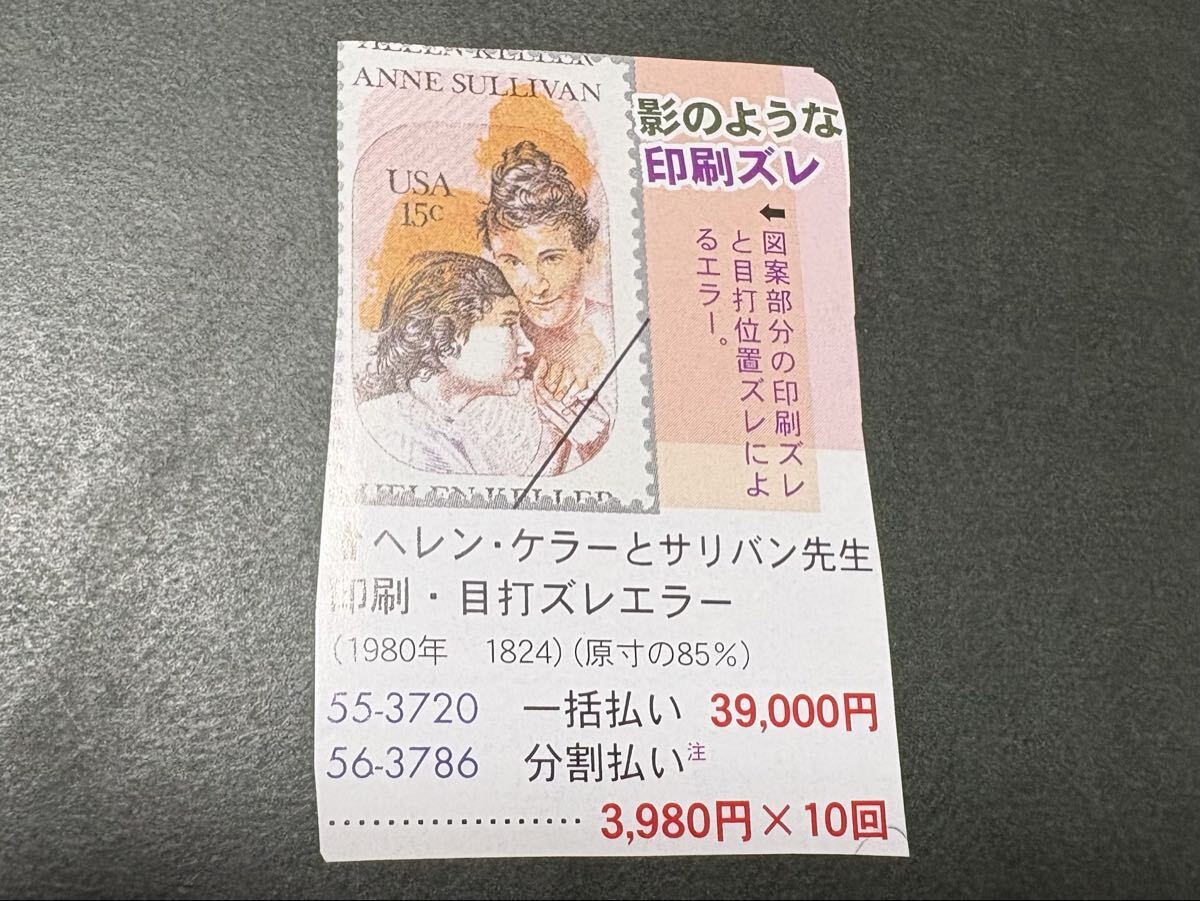 HELEN KELLER
ANNE SULLIVAN
USA
15c
HELEN KELLER
影のような
印刷ズレ
⬅図案部分の印刷ズレ
と目打位置ズレによ
るエラー。
ヘレン・ケラーとサリバン先生
印刷・目打ズレエラー
(1980年 1824)(原寸の85%)
55-3720 一括払い 39,000円
56-3786 分割払い注
……………… 3,980円×10回